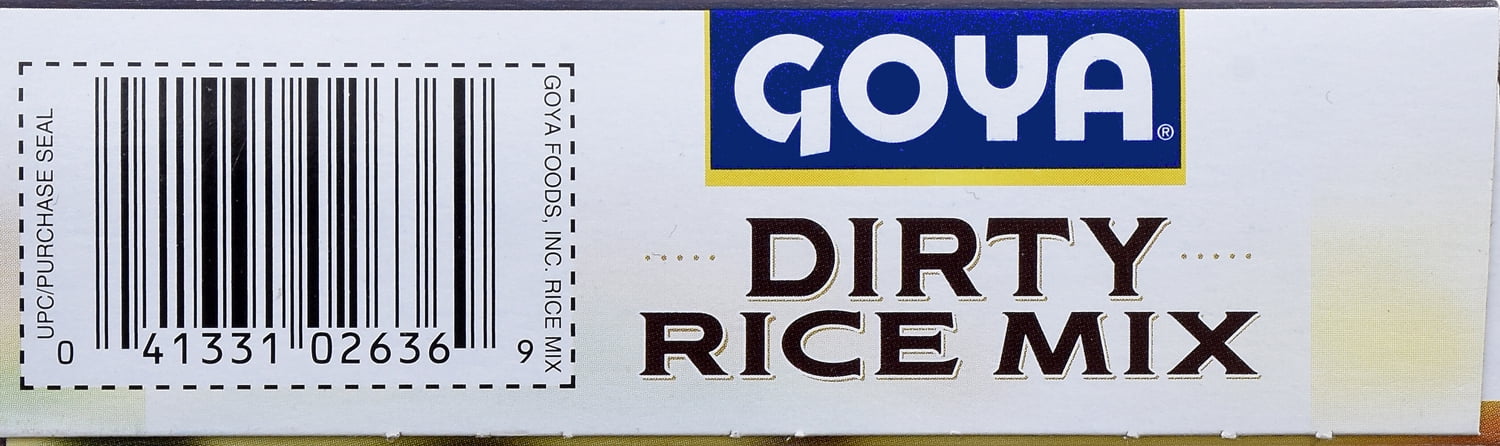 UPC/PURCHASE SEAL
0 41331 02636 9
GOYA FOODS, INC. RICE MIX
GOYA®
DIRTY
RICE MIX